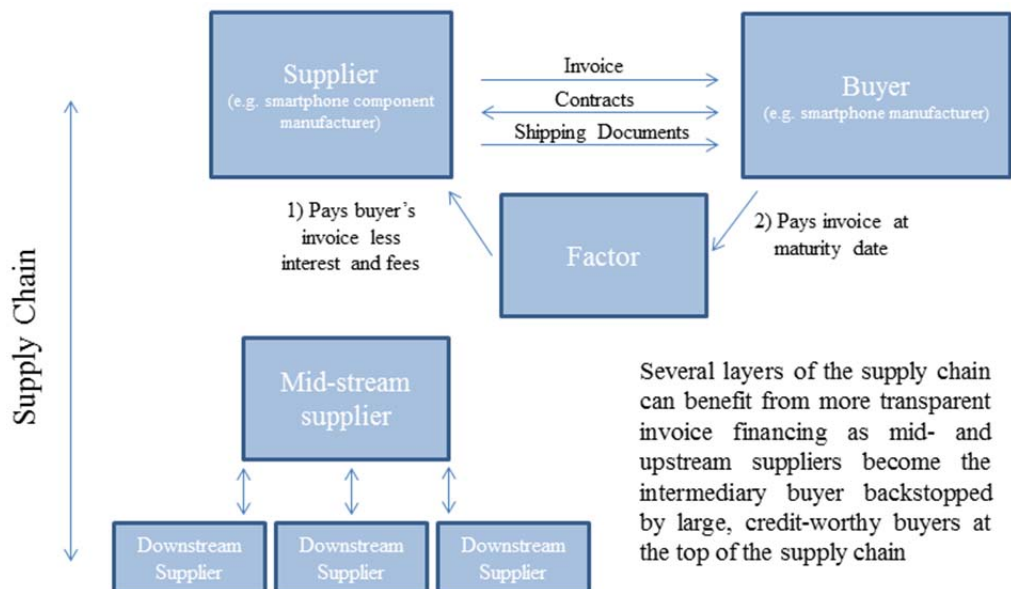 Supplier
(e.g. smartphone component
manufacturer)
Invoice
Contracts
Shipping Documents
Buyer
(e.g. smartphone manufacturer)
1) Pays buyer's
invoice less
interest and fees
Factor
2) Pays invoice at
maturity date
Supply Chain
Mid-stream
supplier
Several layers of the supply chain
can benefit from more transparent
invoice financing as mid- and
upstream suppliers become the
intermediary buyer backstopped
by large, credit-worthy buyers at
the top of the supply chain
Downstream
Supplier
Downstream
Supplier
Downstream
Supplier